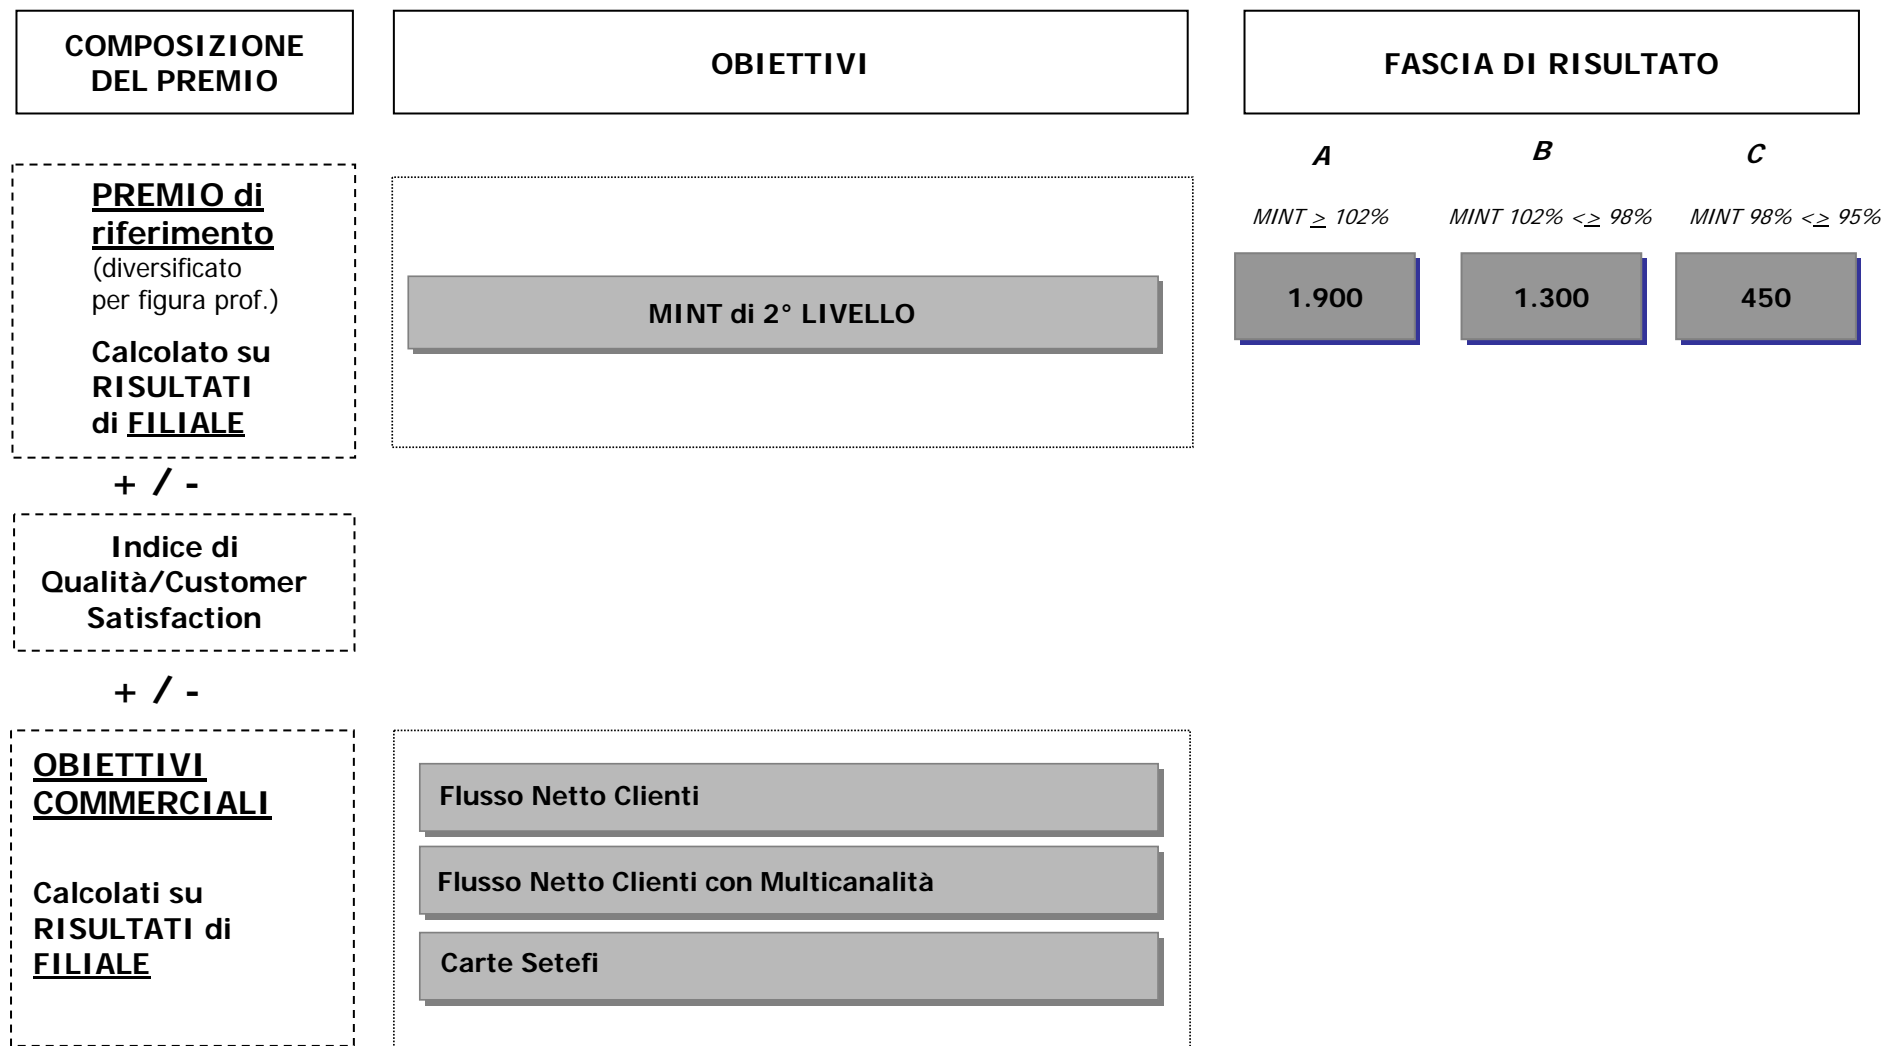 COMPOSIZIONE
DEL PREMIO
OBIETTIVI
FASCIA DI RISULTATO
A
B
C
MINT ≥ 102%
MINT 102% <≥ 98%
MINT 98% <≥ 95%
PREMIO di
riferimento
(diversificato
per figura prof.)
Calcolato su
RISULTATI
di FILIALE
MINT di 2° LIVELLO
1.900
1.300
450
+ / -
Indice di
Qualità/Customer
Satisfaction
+ / -
OBIETTIVI
COMMERCIALI
Calcolati su
RISULTATI di
FILIALE
Flusso Netto Clienti
Flusso Netto Clienti con Multicanalità
Carte Setefi